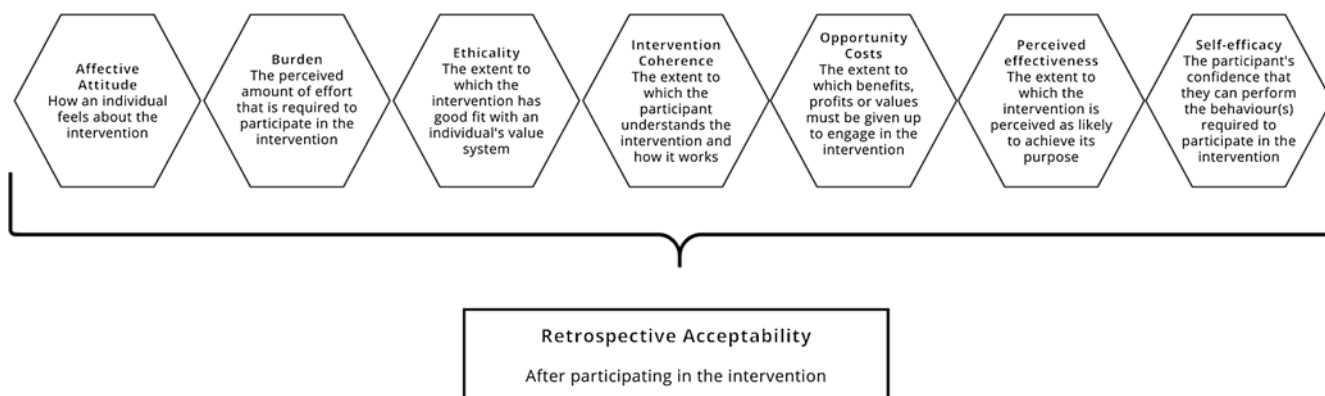 Affective
Attitude
How an individual
feels about the
intervention
Burden
The perceived
amount of effort
that is required to
participate in the
intervention
Ethicality
The extent to
which the
intervention has
good fit with an
individual's value
system
Intervention
Coherence
The extent to
which the
participant
understands the
intervention and
how it works
Opportunity
Costs
The extent to
which benefits,
profits or values
must be given up
to engage in the
intervention
Perceived
effectiveness
The extent to
which the
intervention is
perceived as likely
to achieve its
purpose
Self-efficacy
The participant's
confidence that
they can perform
the behaviour(s)
required to
participate in the
intervention
Retrospective Acceptability
After participating in the intervention